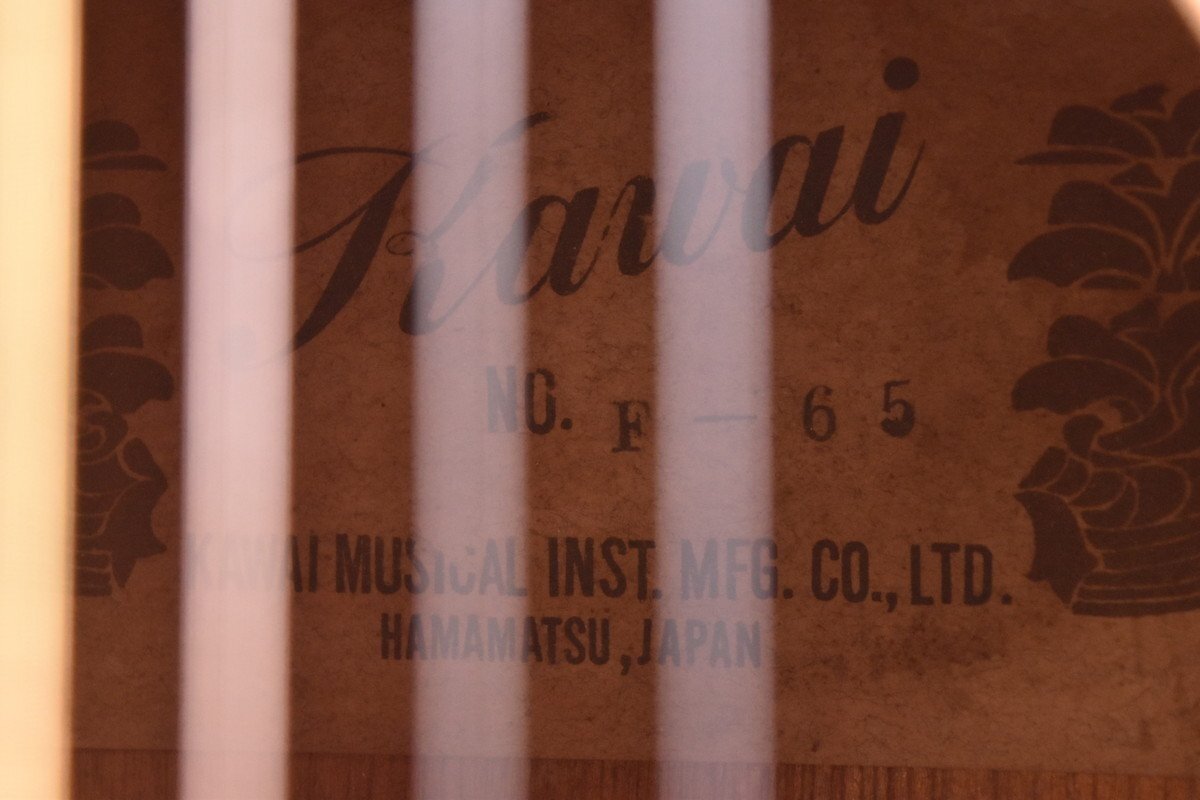 Kawai
NO. F-65
KAWAI MUSICAL INST. MFG. CO., LTD.
HAMAMATSU, JAPAN